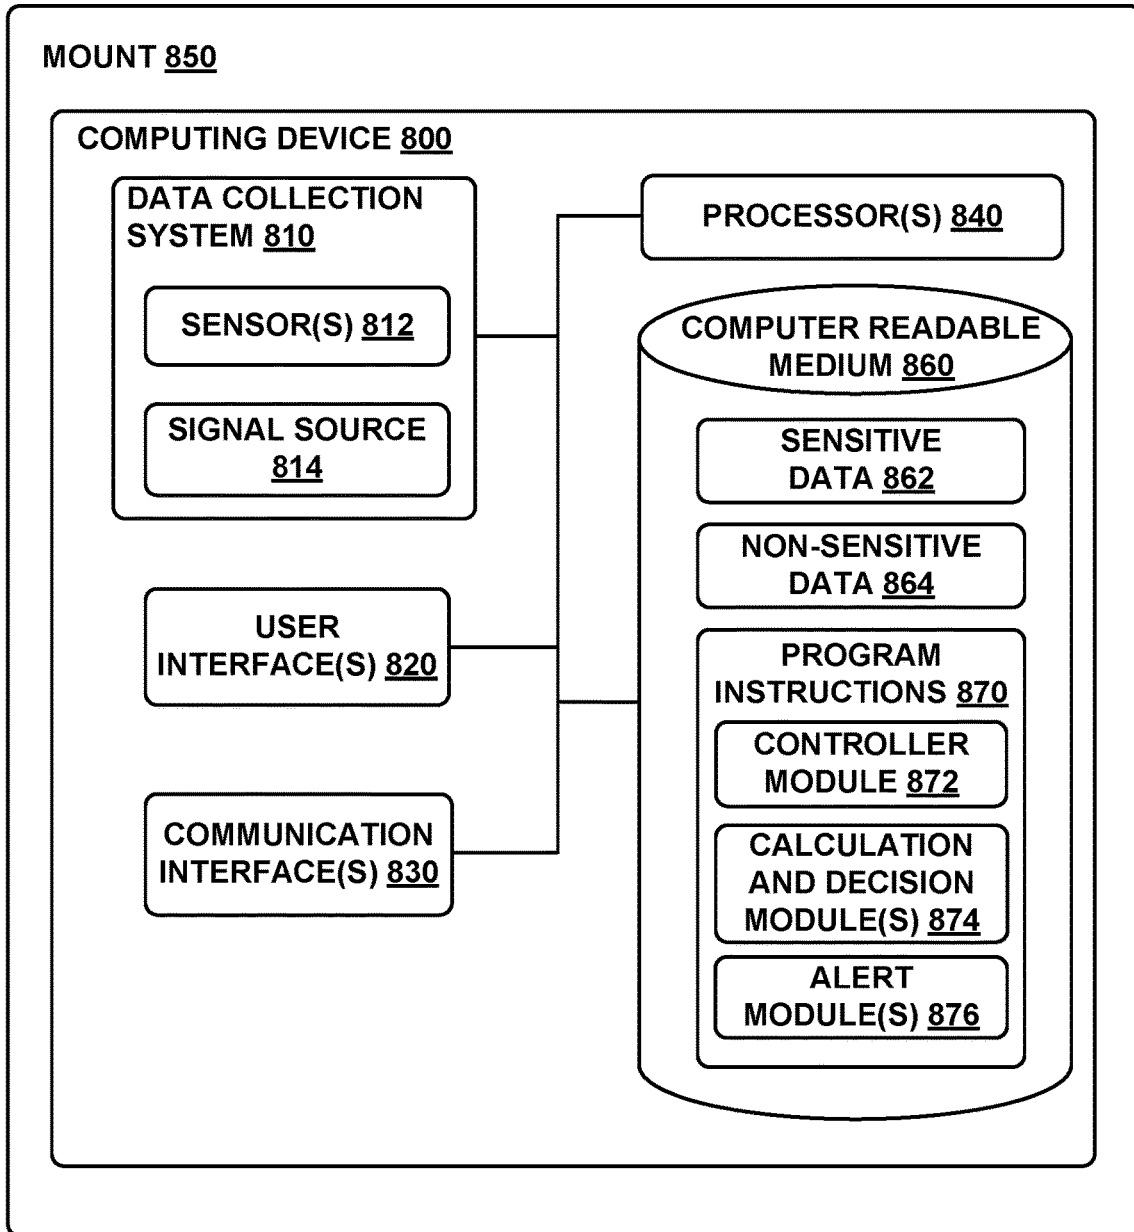 MOUNT 850
COMPUTING DEVICE 800
DATA COLLECTION
SYSTEM 810
SENSOR(S) 812
SIGNAL SOURCE
814
USER
INTERFACE(S) 820
COMMUNICATION
INTERFACE(S) 830
PROCESSOR(S) 840
COMPUTER READABLE
MEDIUM 860
SENSITIVE
DATA 862
NON-SENSITIVE
DATA 864
PROGRAM
INSTRUCTIONS 870
CONTROLLER
MODULE 872
CALCULATION
AND DECISION
MODULE(S) 874
ALERT
MODULE(S) 876